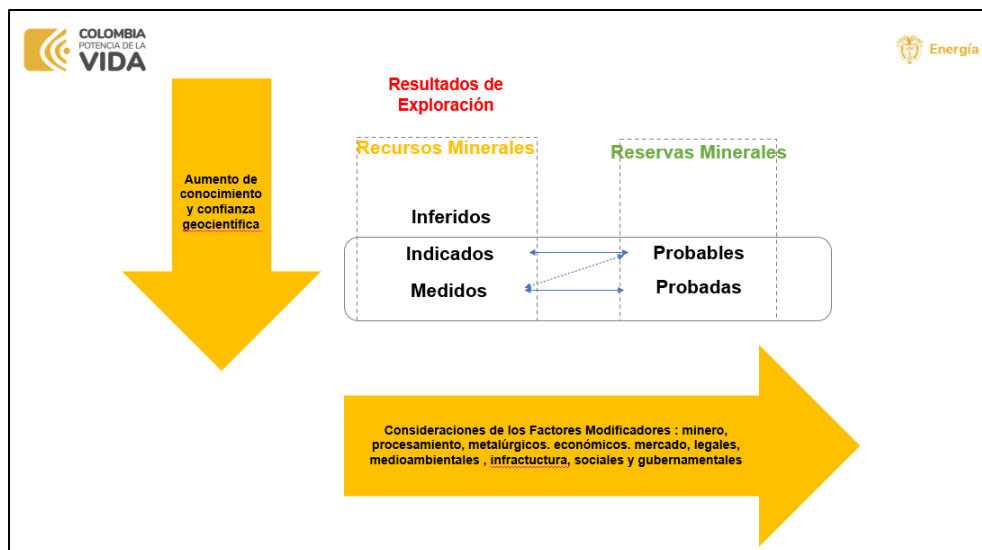 COLOMBIA
POTENCIA DE LA
VIDA
Energía
Resultados de
Exploración
Recursos Minerales
Reservas Minerales
Aumento de
conocimiento
y confianza
geocientífica
Inferidos
Indicados
Probables
Medidos
Probadas
Consideraciones de los Factores Modificadores : minero,
procesamiento, metalúrgicos. económicos. mercado, legales,
medioambientales , infractuctura, sociales y gubernamentales